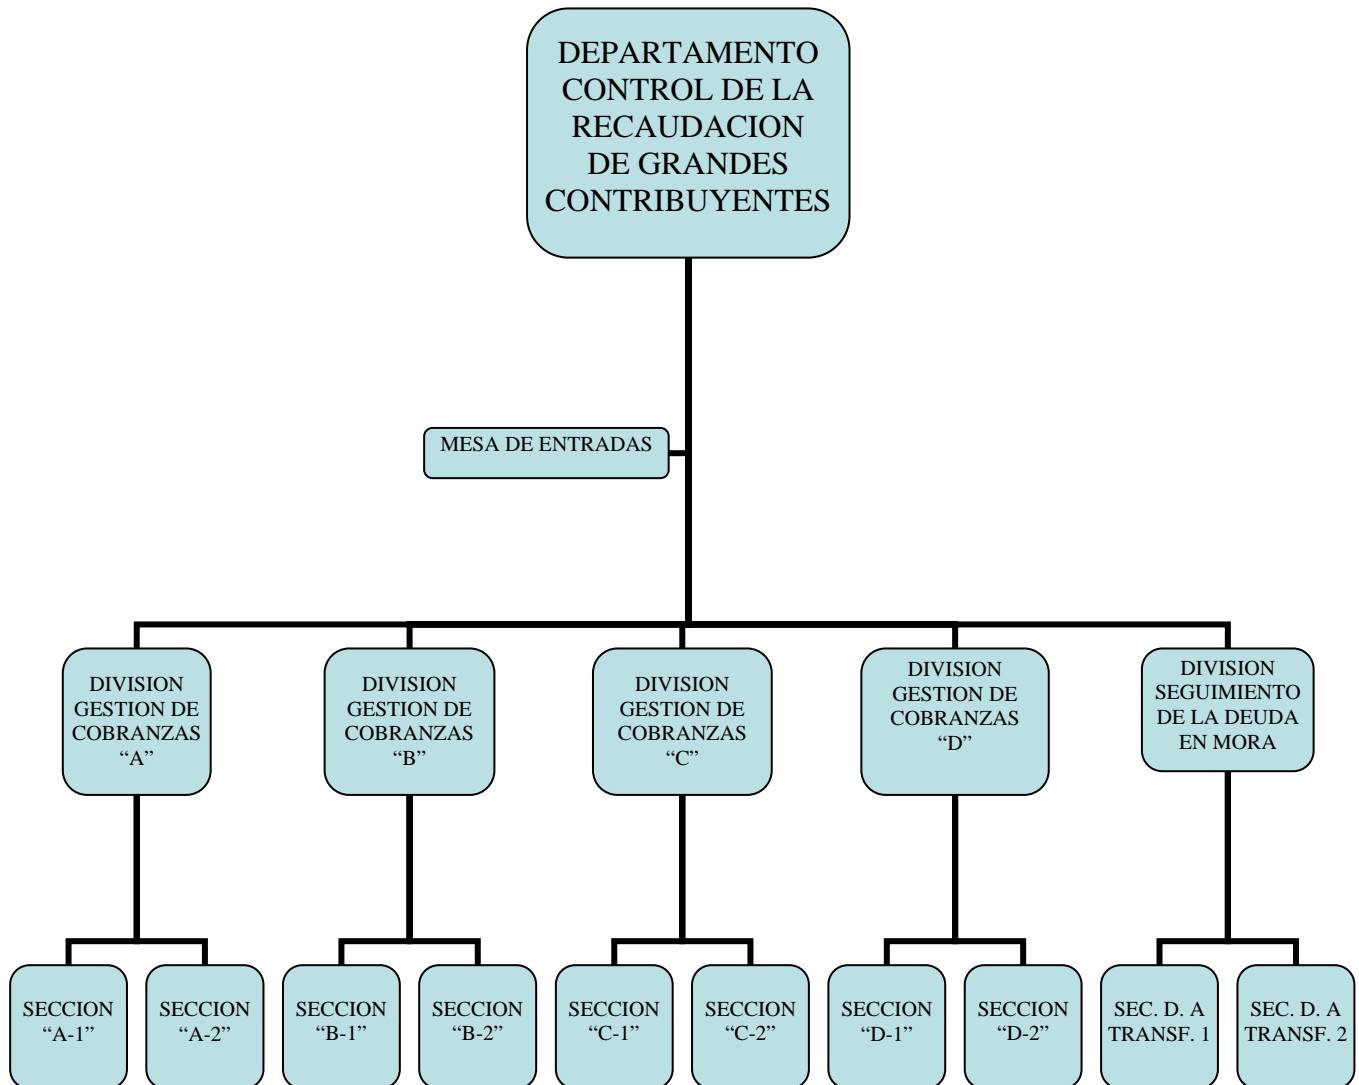 DEPARTAMENTO
CONTROL DE LA
RECAUDACION
DE GRANDES
CONTRIBUYENTES
MESA DE ENTRADAS
DIVISION
GESTION DE
COBRANZAS
“A”
DIVISION
GESTION DE
COBRANZAS
“B”
DIVISION
GESTION DE
COBRANZAS
“C”
DIVISION
GESTION DE
COBRANZAS
“D”
DIVISION
SEGUIMIENTO
DE LA DEUDA
EN MORA
SECCION
“A-1”
SECCION
“A-2”
SECCION
“B-1”
SECCION
“B-2”
SECCION
“C-1”
SECCION
“C-2”
SECCION
“D-1”
SECCION
“D-2”
SEC. D. A
TRANSF. 1
SEC. D. A
TRANSF. 2